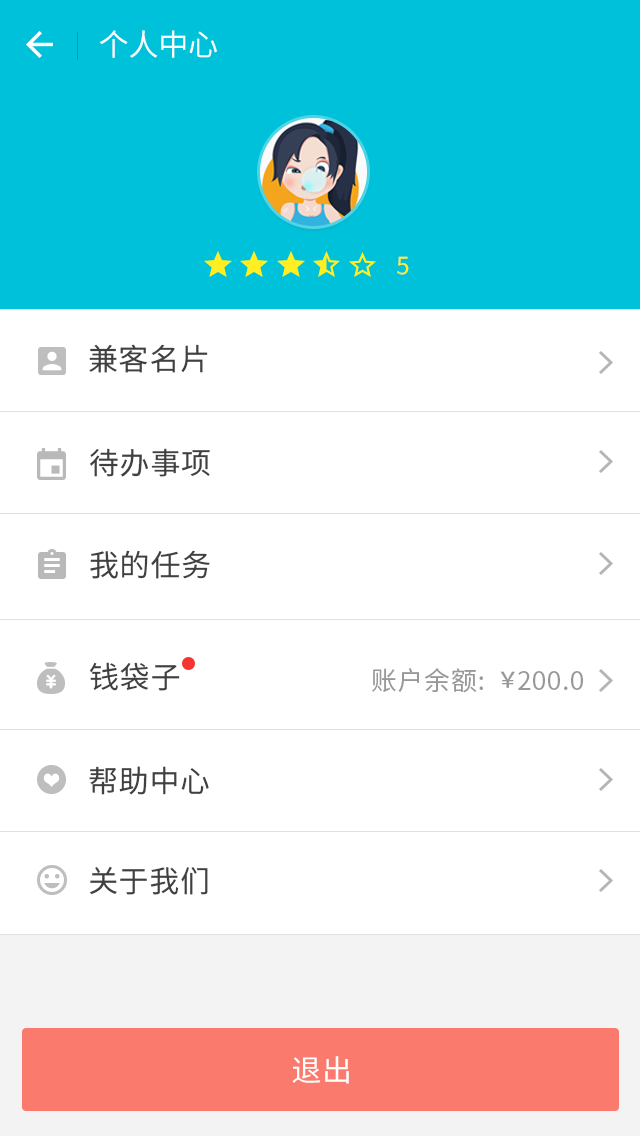 个人中心
5
兼客名片
待办事项
我的任务
钱袋子
账户余额: ¥200.0
帮助中心
关于我们
退出